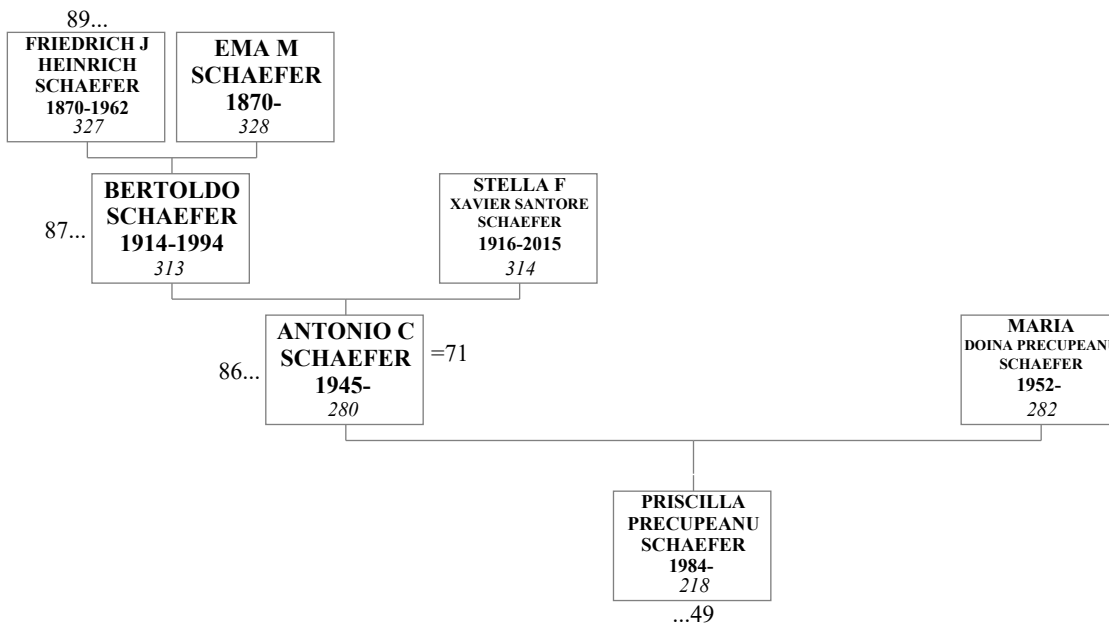 89...
FRIEDRICH J
HEINRICH
SCHAEFER
1870-1962
327
EMA M
SCHAEFER
1870-
328
87...
BERTOLDO
SCHAEFER
1914-1994
313
STELLA F
XAVIER SANTORE
SCHAEFER
1916-2015
314
86...
ANTONIO C
SCHAEFER
1945-
280
=71
MARIA
DOINA PRECUPEANU
SCHAEFER
1952-
282
PRISCILLA
PRECUPEANU
SCHAEFER
1984-
218
...49